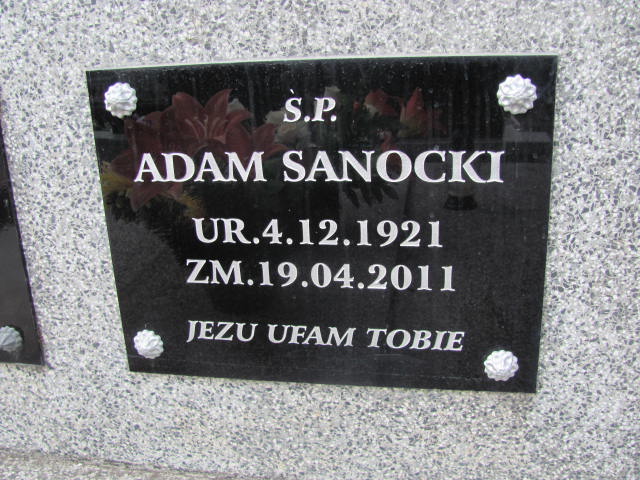 Ś.P.
ADAM SANOCKI
UR.4.12.1921
ZM.19.04.2011
JEZU UFAM TOBIE